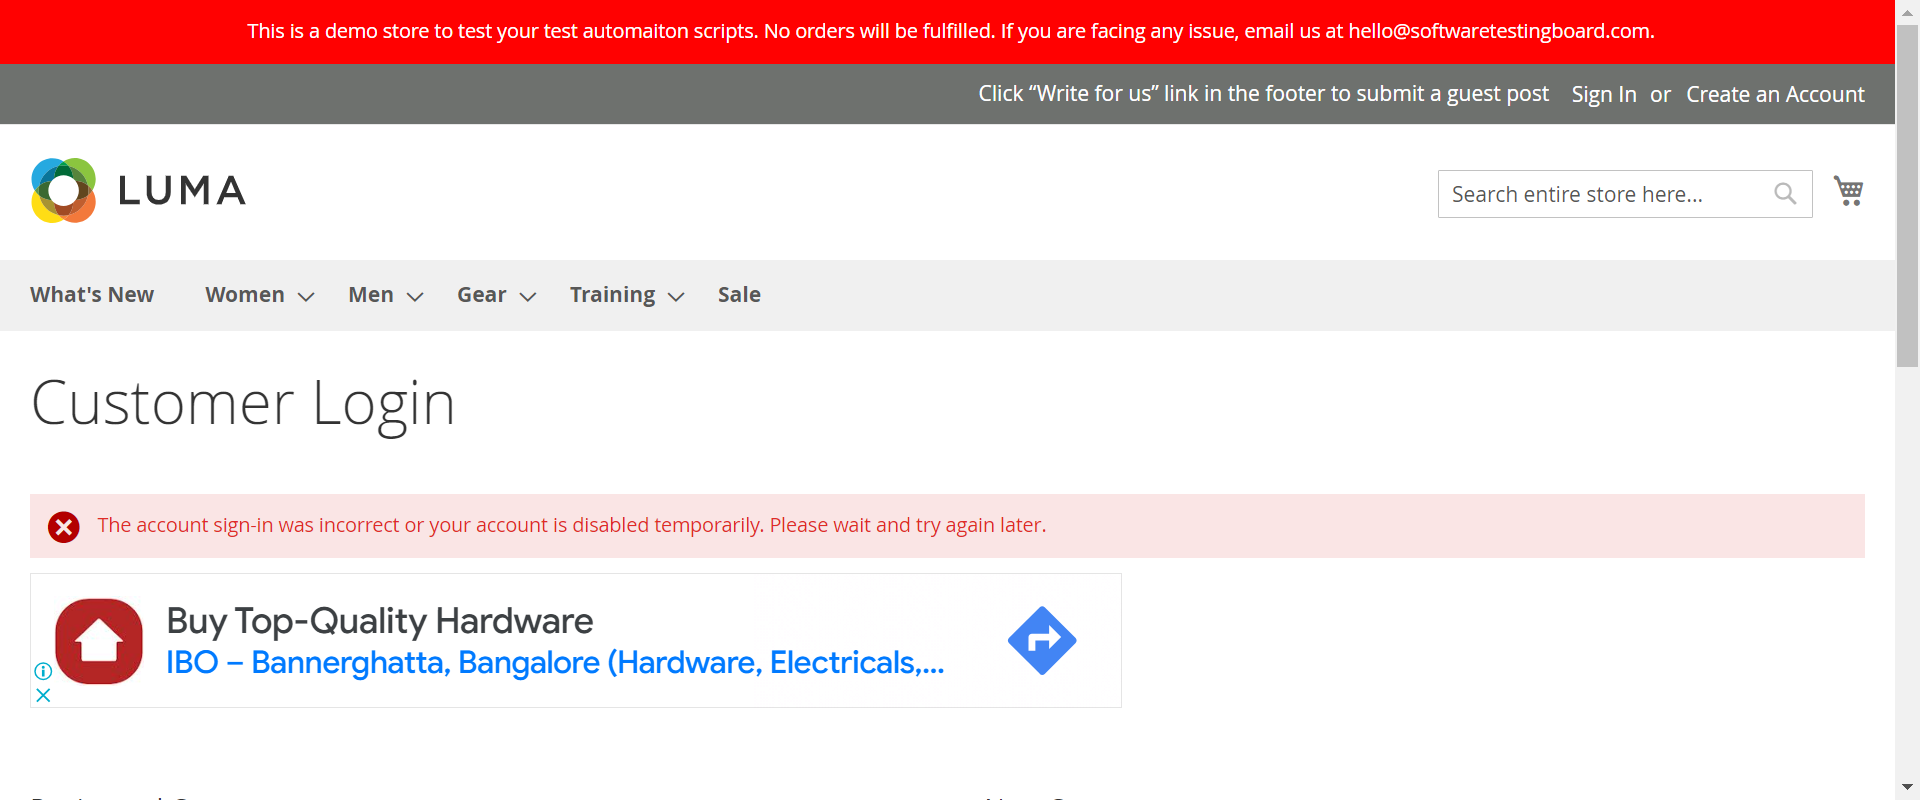 This is a demo store to test your test automaiton scripts. No orders will be fulfilled. If you are facing any issue, email us at hello@softwaretestingboard.com.
Click “Write for us” link in the footer to submit a guest post Sign In or Create an Account
LUMA
Search entire store here...
What's New Women Men Gear Training Sale
Customer Login
The account sign-in was incorrect or your account is disabled temporarily. Please wait and try again later.
Buy Top-Quality Hardware
IBO – Bannerghatta, Bangalore (Hardware, Electricals,...